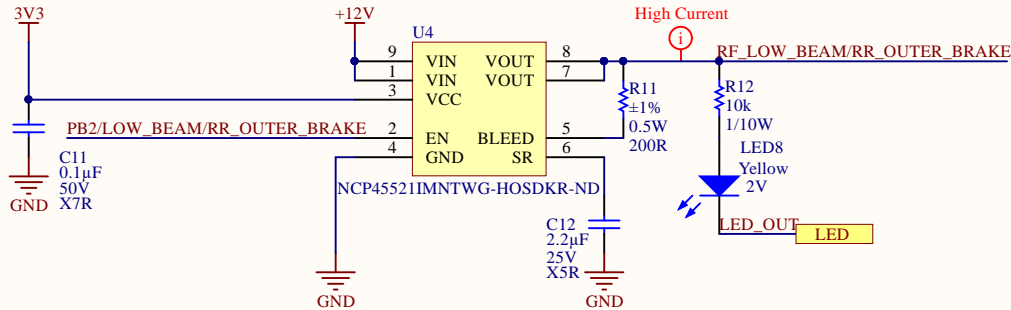 3V3
+12V
High Current
i
U4
RF_LOW_BEAM/RR_OUTER_BRAKE
9
VIN
VOUT
8
1
VIN
VOUT
7
3
VCC
R11
±1%
0.5W
200R
R12
10k
1/10W
PB2/LOW_BEAM/RR_OUTER_BRAKE
2
EN
BLEED
5
4
GND
SR
6
LED8
Yellow
2V
C11
0.1µF
50V
X7R
GND
NCP45521IMNTWG-HOSDKR-ND
C12
2.2µF
25V
X5R
LED_OUT
LED
GND
GND